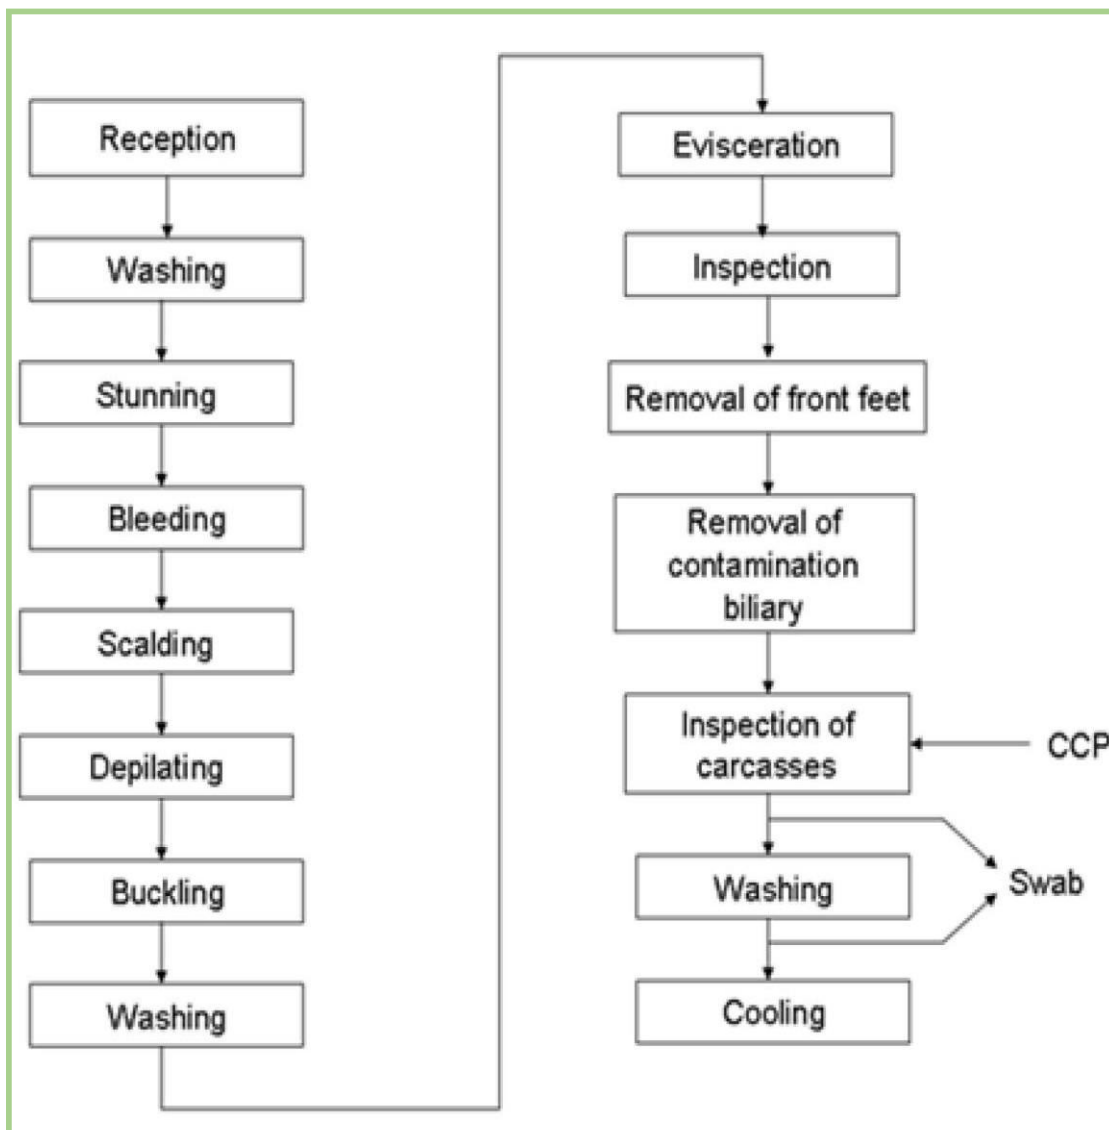 Reception
Washing
Stunning
Bleeding
Scalding
Depilating
Buckling
Washing
Evisceration
Inspection
Removal of front feet
Removal of
contamination
biliary
Inspection of
carcasses
CCP
Washing
Swab
Cooling